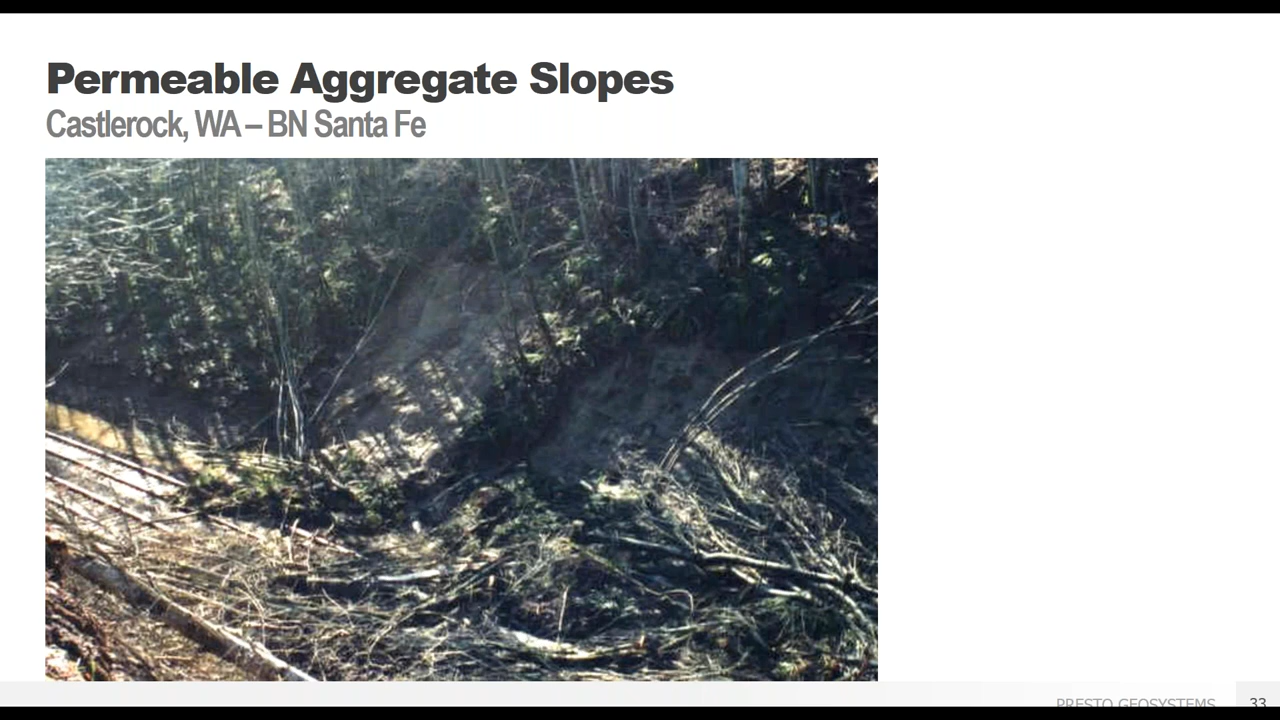 Permeable Aggregate Slopes
Castlerock, WA – BN Santa Fe
PRESTO GEOSYSTEMS
33